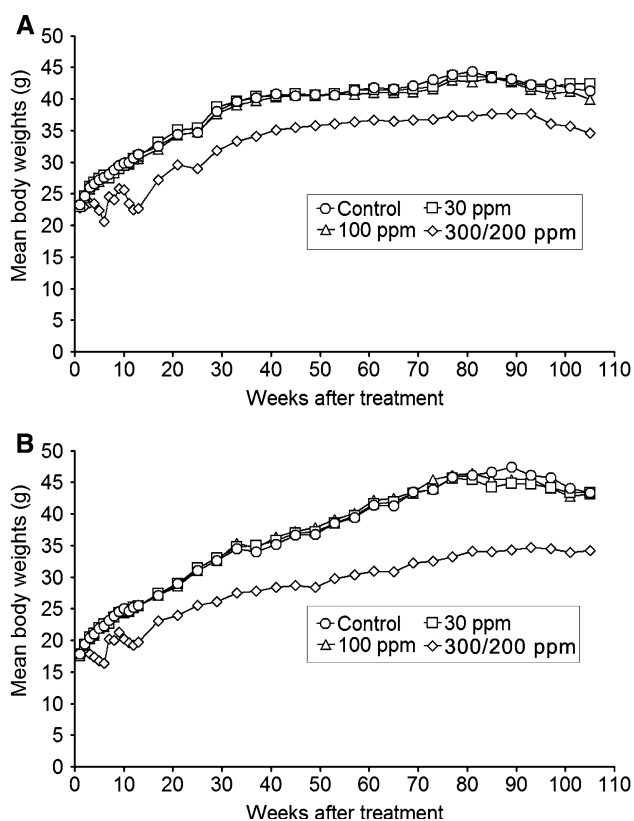 A
50
45
40
35
30
25
20
15
10
5
0
Mean body weights (g)
Control 30 ppm
100 ppm 300/200 ppm
0 10 20 30 40 50 60 70 80 90 100 110
Weeks after treatment
B
50
45
40
35
30
25
20
15
10
5
0
Mean body weights (g)
Control 30 ppm
100 ppm 300/200 ppm
0 10 20 30 40 50 60 70 80 90 100 110
Weeks after treatment